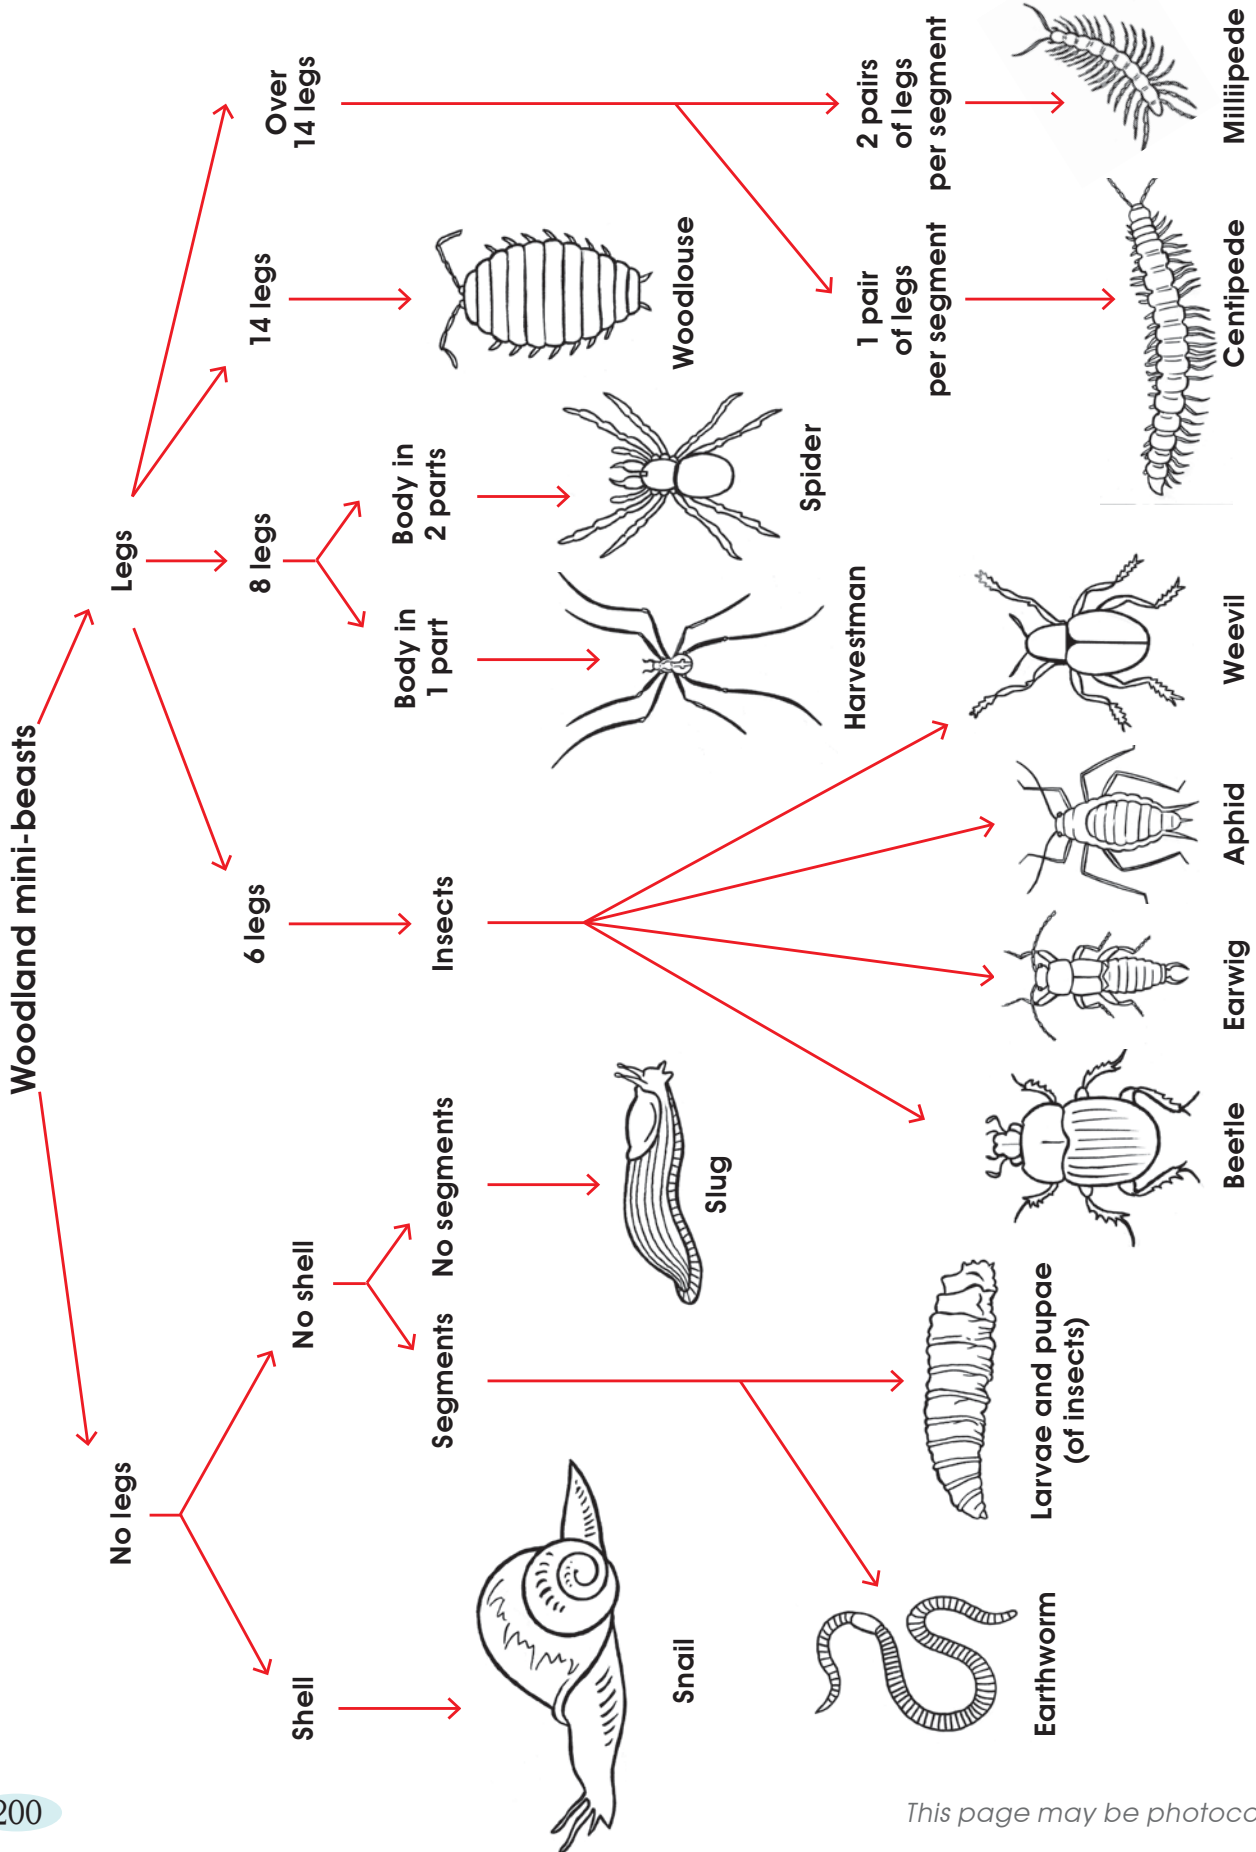 Woodland mini-beasts
No legs
Legs
Shell
No shell
6 legs
8 legs
14 legs
Over
14 legs
Segments
No segments
Insects
Body in
1 part
Body in
2 parts
Snail
Slug
Harvestman
Spider
Woodlouse
1 pair
of legs
per segment
2 pairs
of legs
per segment
Earthworm
Larvae and pupae
(of insects)
Beetle
Earwig
Aphid
Weevil
Centipede
Milliipede
200
This page may be photoco